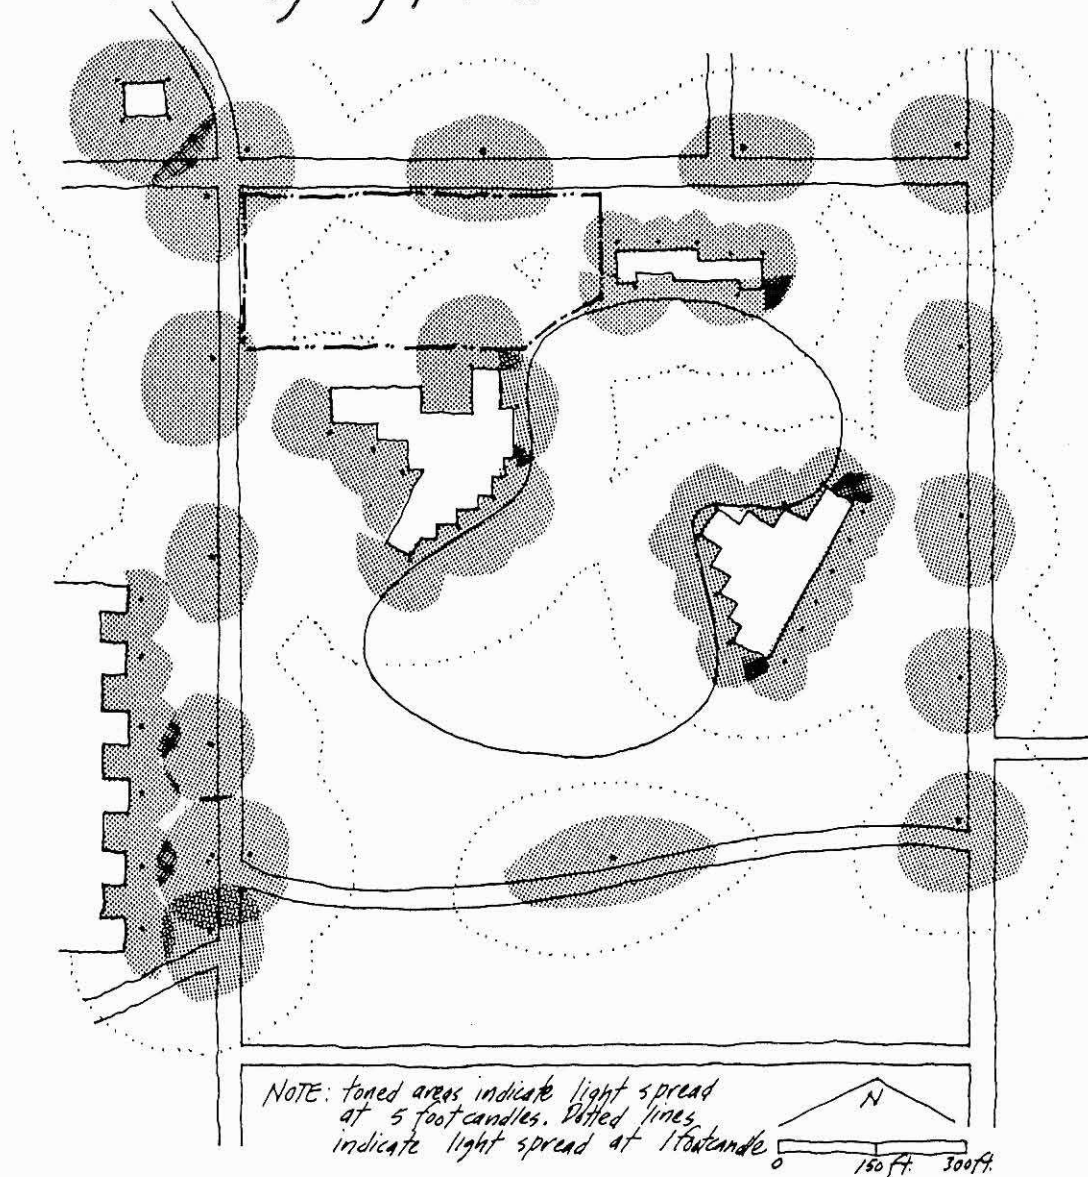 NOTE: toned areas indicate light spread
at 5 footcandles. Dotted lines
indicate light spread at 1 footcandle
N
0 150 ft. 300 ft.